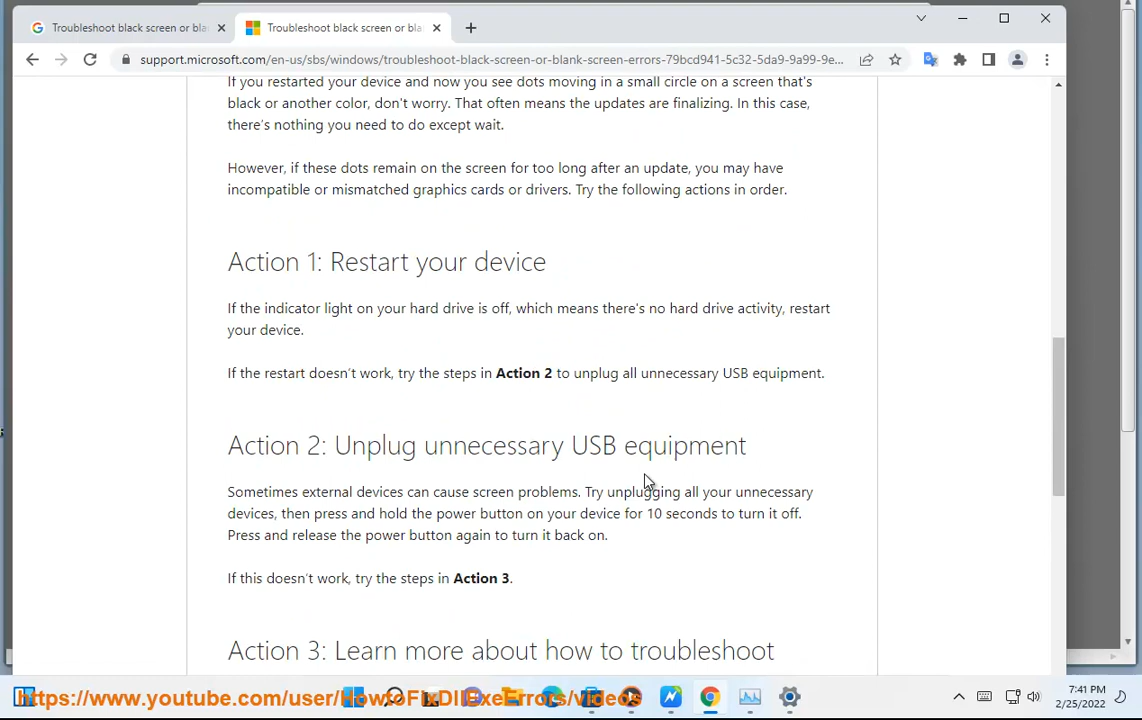 Troubleshoot black screen or bla
Troubleshoot black screen or bla
support.microsoft.com/en-us/sbs/windows/troubleshoot-black-screen-or-blank-screen-errors-79bcd941-5c32-5da9-9a99-9e...
If you restarted your device and now you see dots moving in a small circle on a screen that's
black or another color, don't worry. That often means the updates are finalizing. In this case,
there's nothing you need to do except wait.
However, if these dots remain on the screen for too long after an update, you may have
incompatible or mismatched graphics cards or drivers. Try the following actions in order.
Action 1: Restart your device
If the indicator light on your hard drive is off, which means there's no hard drive activity, restart
your device.
If the restart doesn't work, try the steps in Action 2 to unplug all unnecessary USB equipment.
Action 2: Unplug unnecessary USB equipment
Sometimes external devices can cause screen problems. Try unplugging all your unnecessary
devices, then press and hold the power button on your device for 10 seconds to turn it off.
Press and release the power button again to turn it back on.
If this doesn't work, try the steps in Action 3.
Action 3: Learn more about how to troubleshoot
https://www.youtube.com/user/HowtoFixDllExeErrors/videos
7:41 PM
2/25/2022